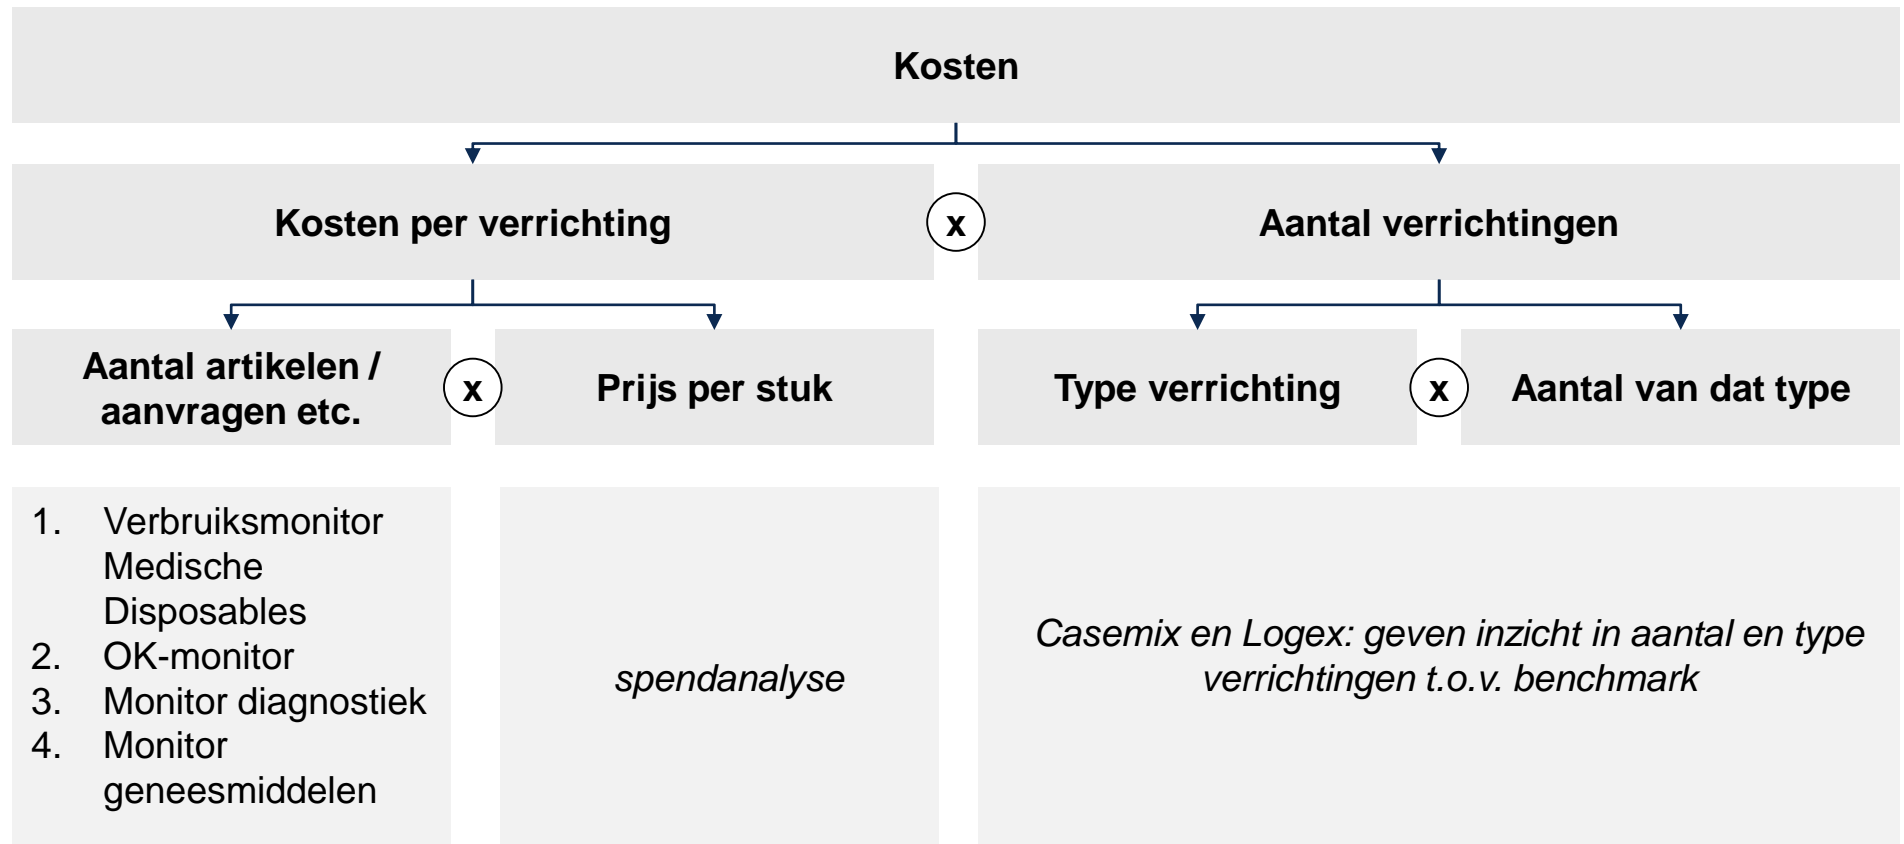 Kosten
Kosten per verrichting
x
Aantal verrichtingen
Aantal artikelen /
aanvragen etc.
x
Prijs per stuk
Type verrichting
x
Aantal van dat type
1. Verbruiksmonitor
Medische
Disposables
2. OK-monitor
3. Monitor diagnostiek
4. Monitor
geneesmiddelen
spendanalyse
Casemix en Logex: geven inzicht in aantal en type
verrichtingen t.o.v. benchmark